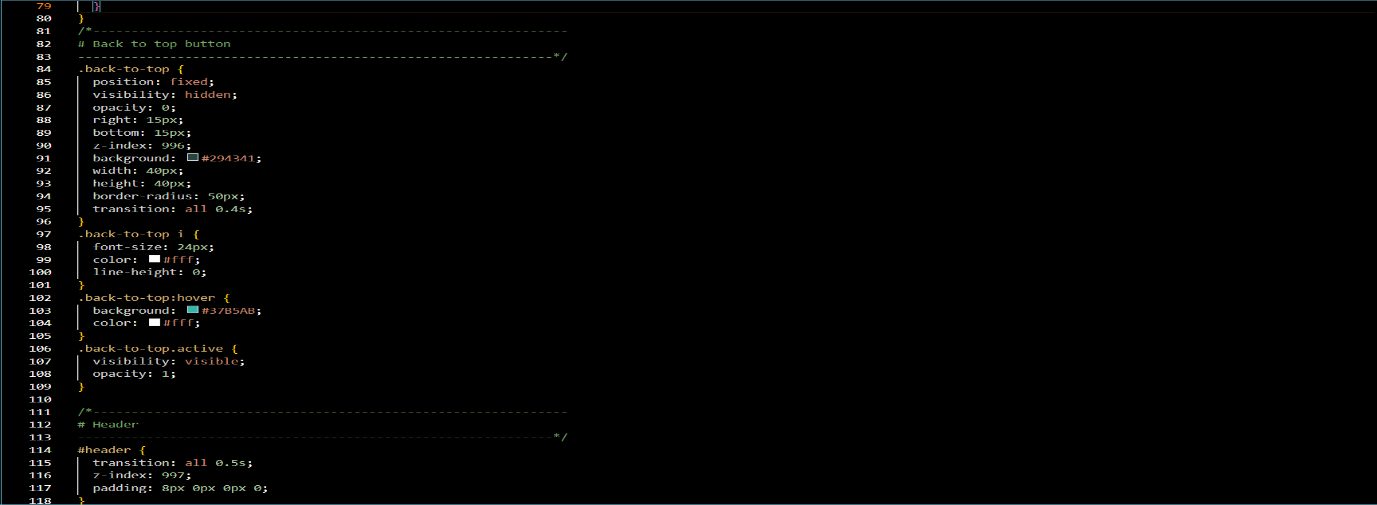 79 }
80 }
81 /*--------------------------------------------------------------
82 # Back to top button
83 --------------------------------------------------------------*/
84 .back-to-top {
85 position: fixed;
86 visibility: hidden;
87 opacity: 0;
88 right: 15px;
89 bottom: 15px;
90 z-index: 996;
91 background: #294341;
92 width: 40px;
93 height: 40px;
94 border-radius: 50px;
95 transition: all 0.4s;
96 }
97 .back-to-top i {
98 font-size: 24px;
99 color: #fff;
100 line-height: 0;
101 }
102 .back-to-top:hover {
103 background: #37B5AB;
104 color: #fff;
105 }
106 .back-to-top.active {
107 visibility: visible;
108 opacity: 1;
109 }
110
111 /*--------------------------------------------------------------
112 # Header
113 --------------------------------------------------------------*/
114 #header {
115 transition: all 0.5s;
116 z-index: 997;
117 padding: 8px 0px 0px 0;
118 }